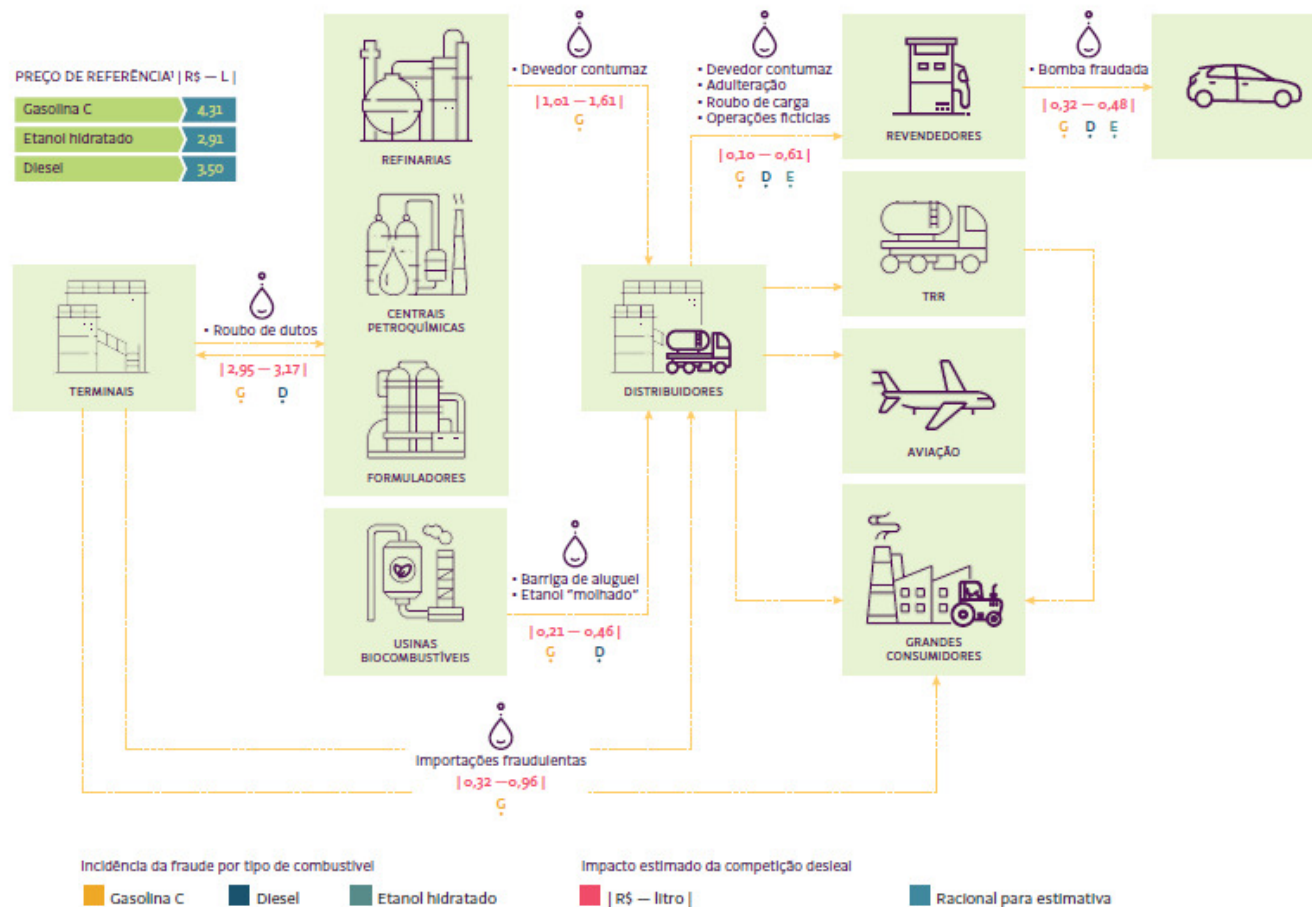 PREÇO DE REFERÊNCIA¹ | R$ — L |
Gasolina C 4,31
Etanol hidratado 2,91
Diesel 3,50
REFINARIAS
CENTRAIS
PETROQUÍMICAS
FORMULADORES
• Devedor contumaz
| 1,01 — 1,61 |
G
• Devedor contumaz
• Adulteração
• Roubo de carga
• Operações fictícias
| 0,10 — 0,61 |
G D E
REVENDEDORES
• Bomba fraudada
| 0,32 — 0,48 |
G D E
TERMINAIS
• Roubo de dutos
| 2,95 — 3,17 |
G D
DISTRIBUIDORES
TRR
AVIAÇÃO
USINAS
BIOCOMBUSTÍVEIS
• Barriga de aluguel
• Etanol "molhado"
| 0,21 — 0,46 |
G D
GRANDES
CONSUMIDORES
Importações fraudulentas
| 0,32 —0,96 |
G
Incidência da fraude por tipo de combustível
Gasolina C Diesel Etanol hidratado
Impacto estimado da competição desleal
| R$ — litro | Racional para estimativa